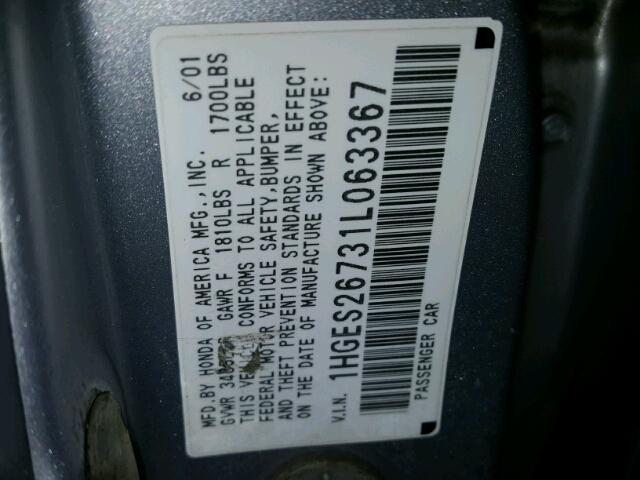 MFD.BY HONDA OF AMERICA MFG.,INC. 6/01
GVWR GAWR F 1810LBS R 1700LBS
THIS VEHICLE CONFORMS TO ALL APPLICABLE
FEDERAL MOTOR VEHICLE SAFETY,BUMPER,
AND THEFT PREVENTION STANDARDS IN EFFECT
ON THE DATE OF MANUFACTURE SHOWN ABOVE:
V.I.N. 1HGES26731L063367
PASSENGER CAR